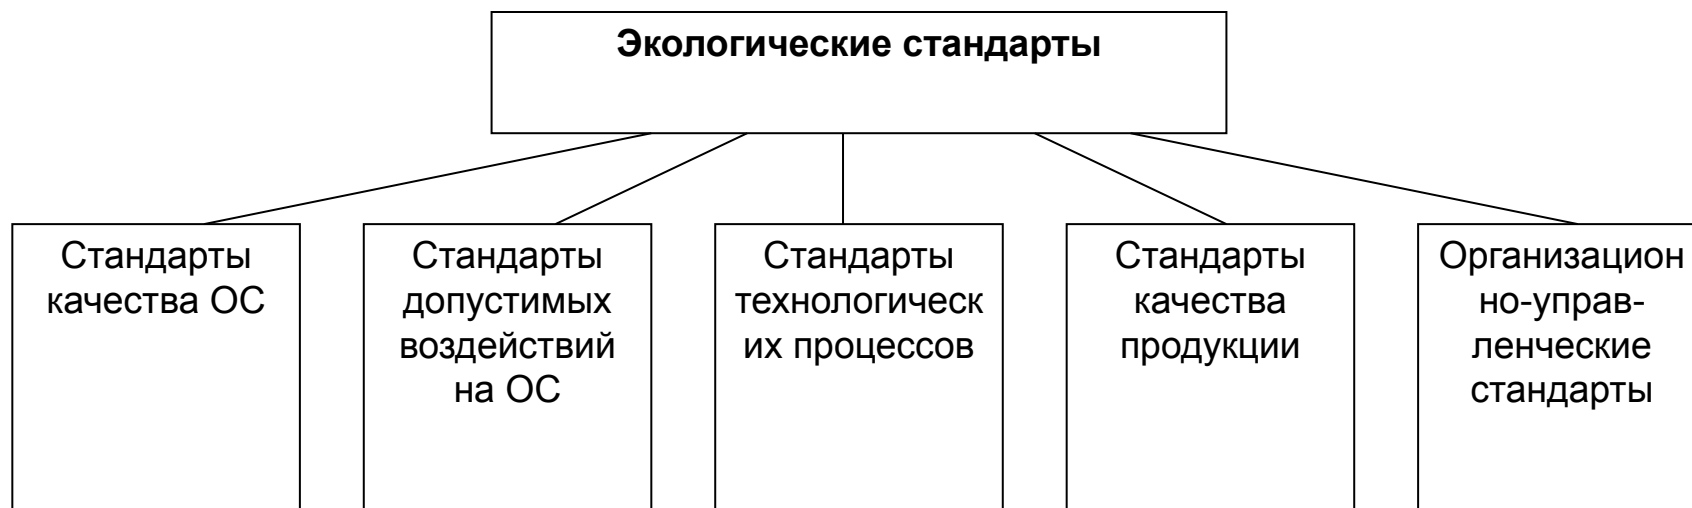 Экологические стандарты
Стандарты
качества ОС
Стандарты
допустимых
воздействий
на ОС
Стандарты
технологическ
их процессов
Стандарты
качества
продукции
Организацион
но-управ-
ленческие
стандарты